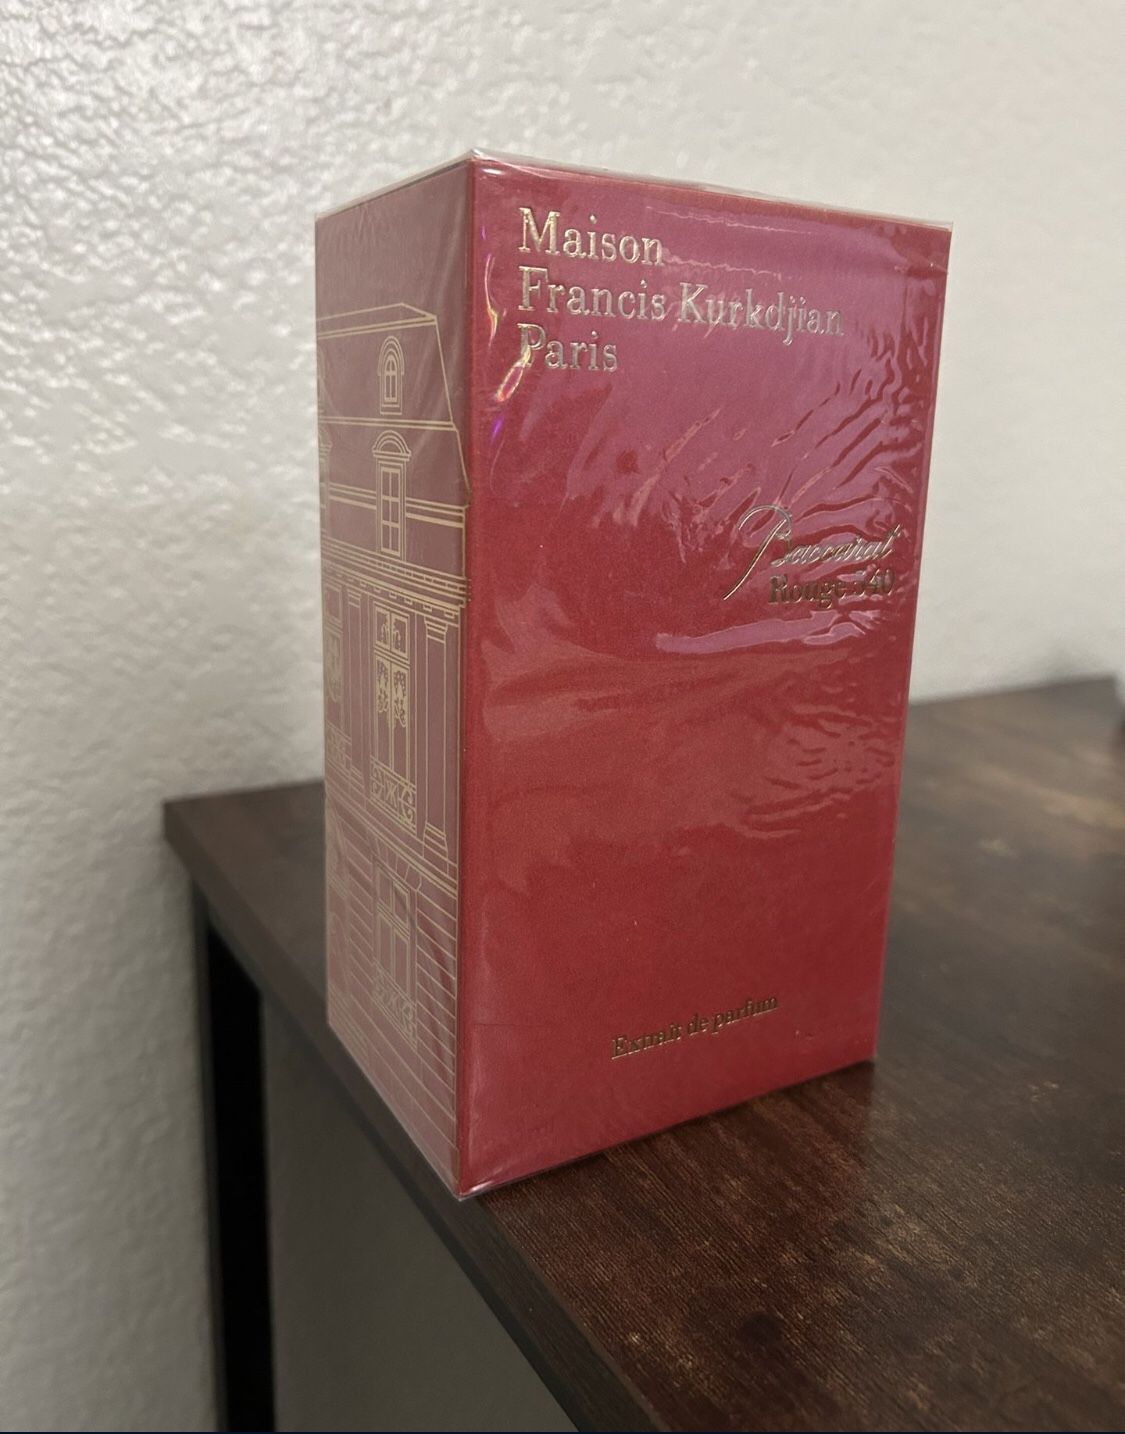 Maison
Francis Kurkdjian
Paris
Baccarat
Rouge 540
Extrait de parfum